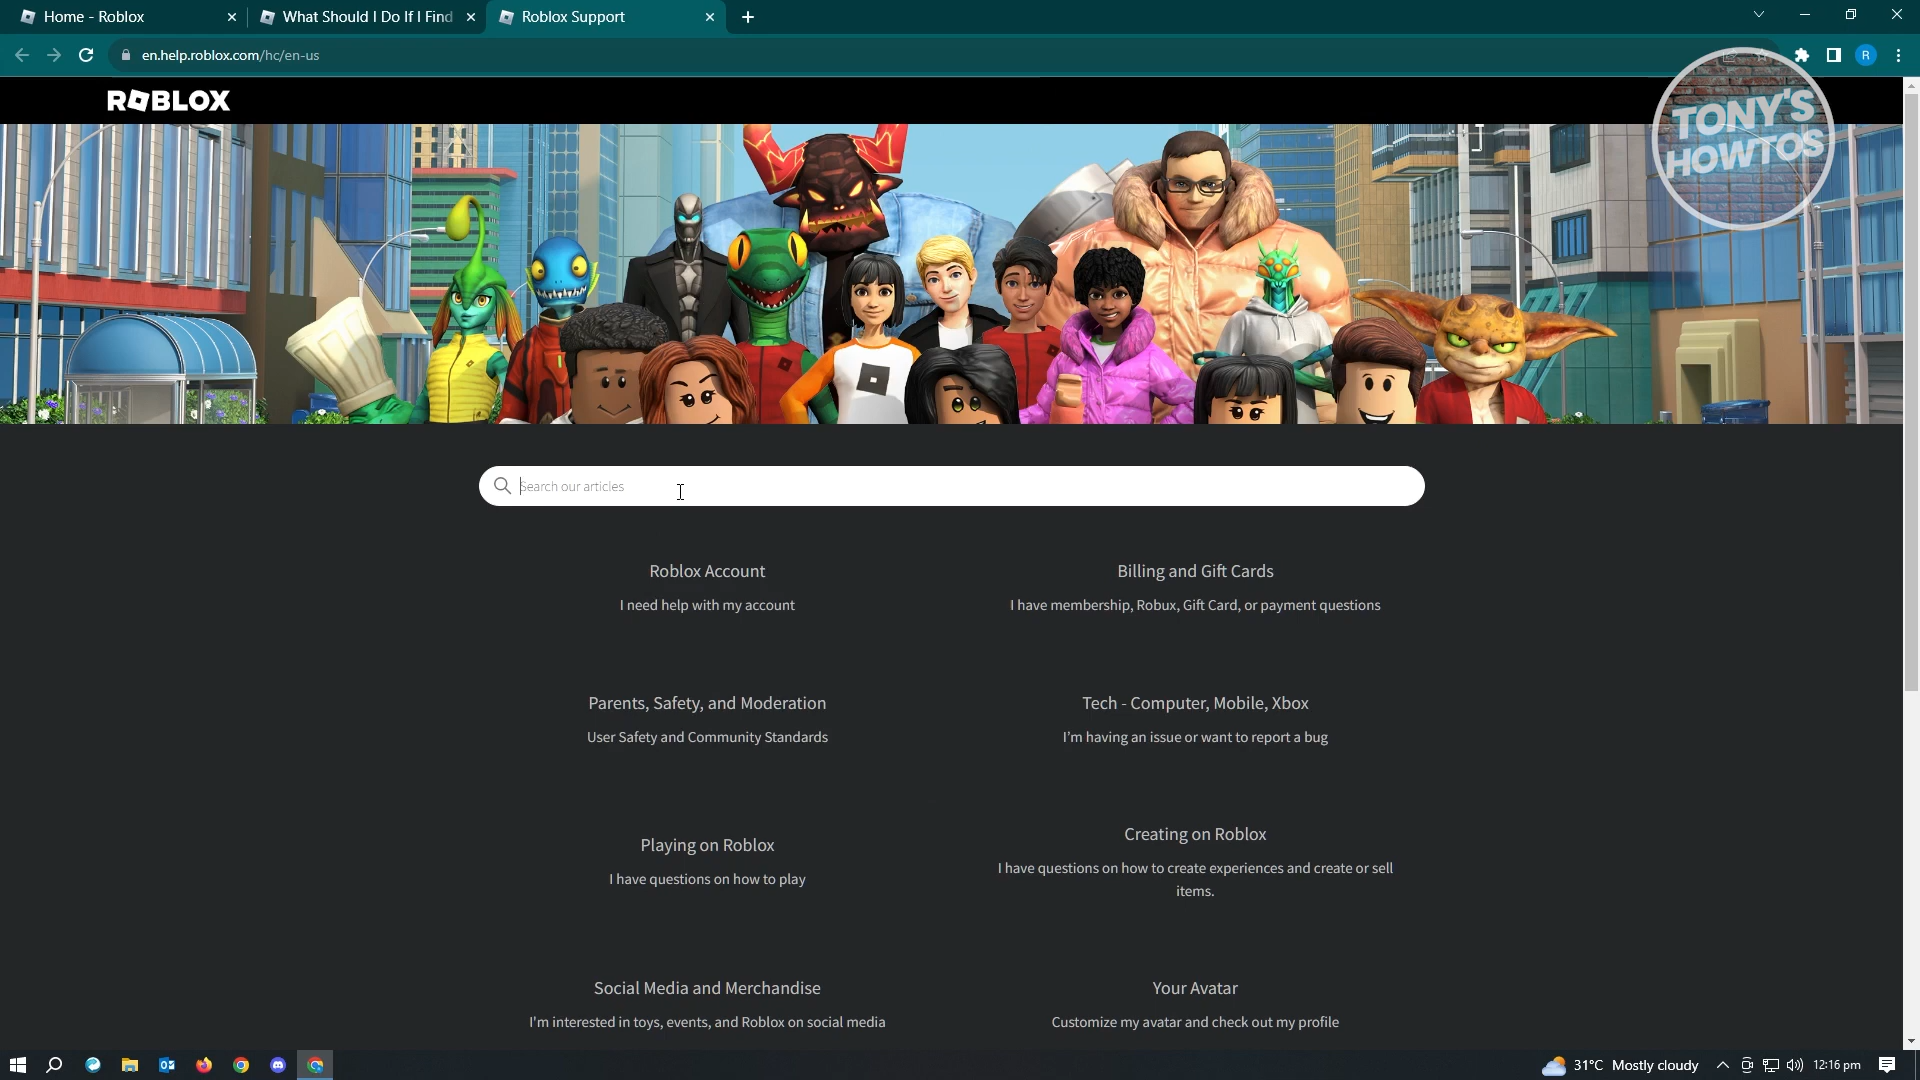 Home - Roblox
What Should I Do If I Find
Roblox Support
en.help.roblox.com/hc/en-us
R
ROBLOX
TONY'S
HOWTOS
Search our articles
Roblox Account
I need help with my account
Billing and Gift Cards
I have membership, Robux, Gift Card, or payment questions
Parents, Safety, and Moderation
User Safety and Community Standards
Tech - Computer, Mobile, Xbox
I'm having an issue or want to report a bug
Playing on Roblox
I have questions on how to play
Creating on Roblox
I have questions on how to create experiences and create or sell
items.
Social Media and Merchandise
I'm interested in toys, events, and Roblox on social media
Your Avatar
Customize my avatar and check out my profile
31°C Mostly cloudy
12:16 pm